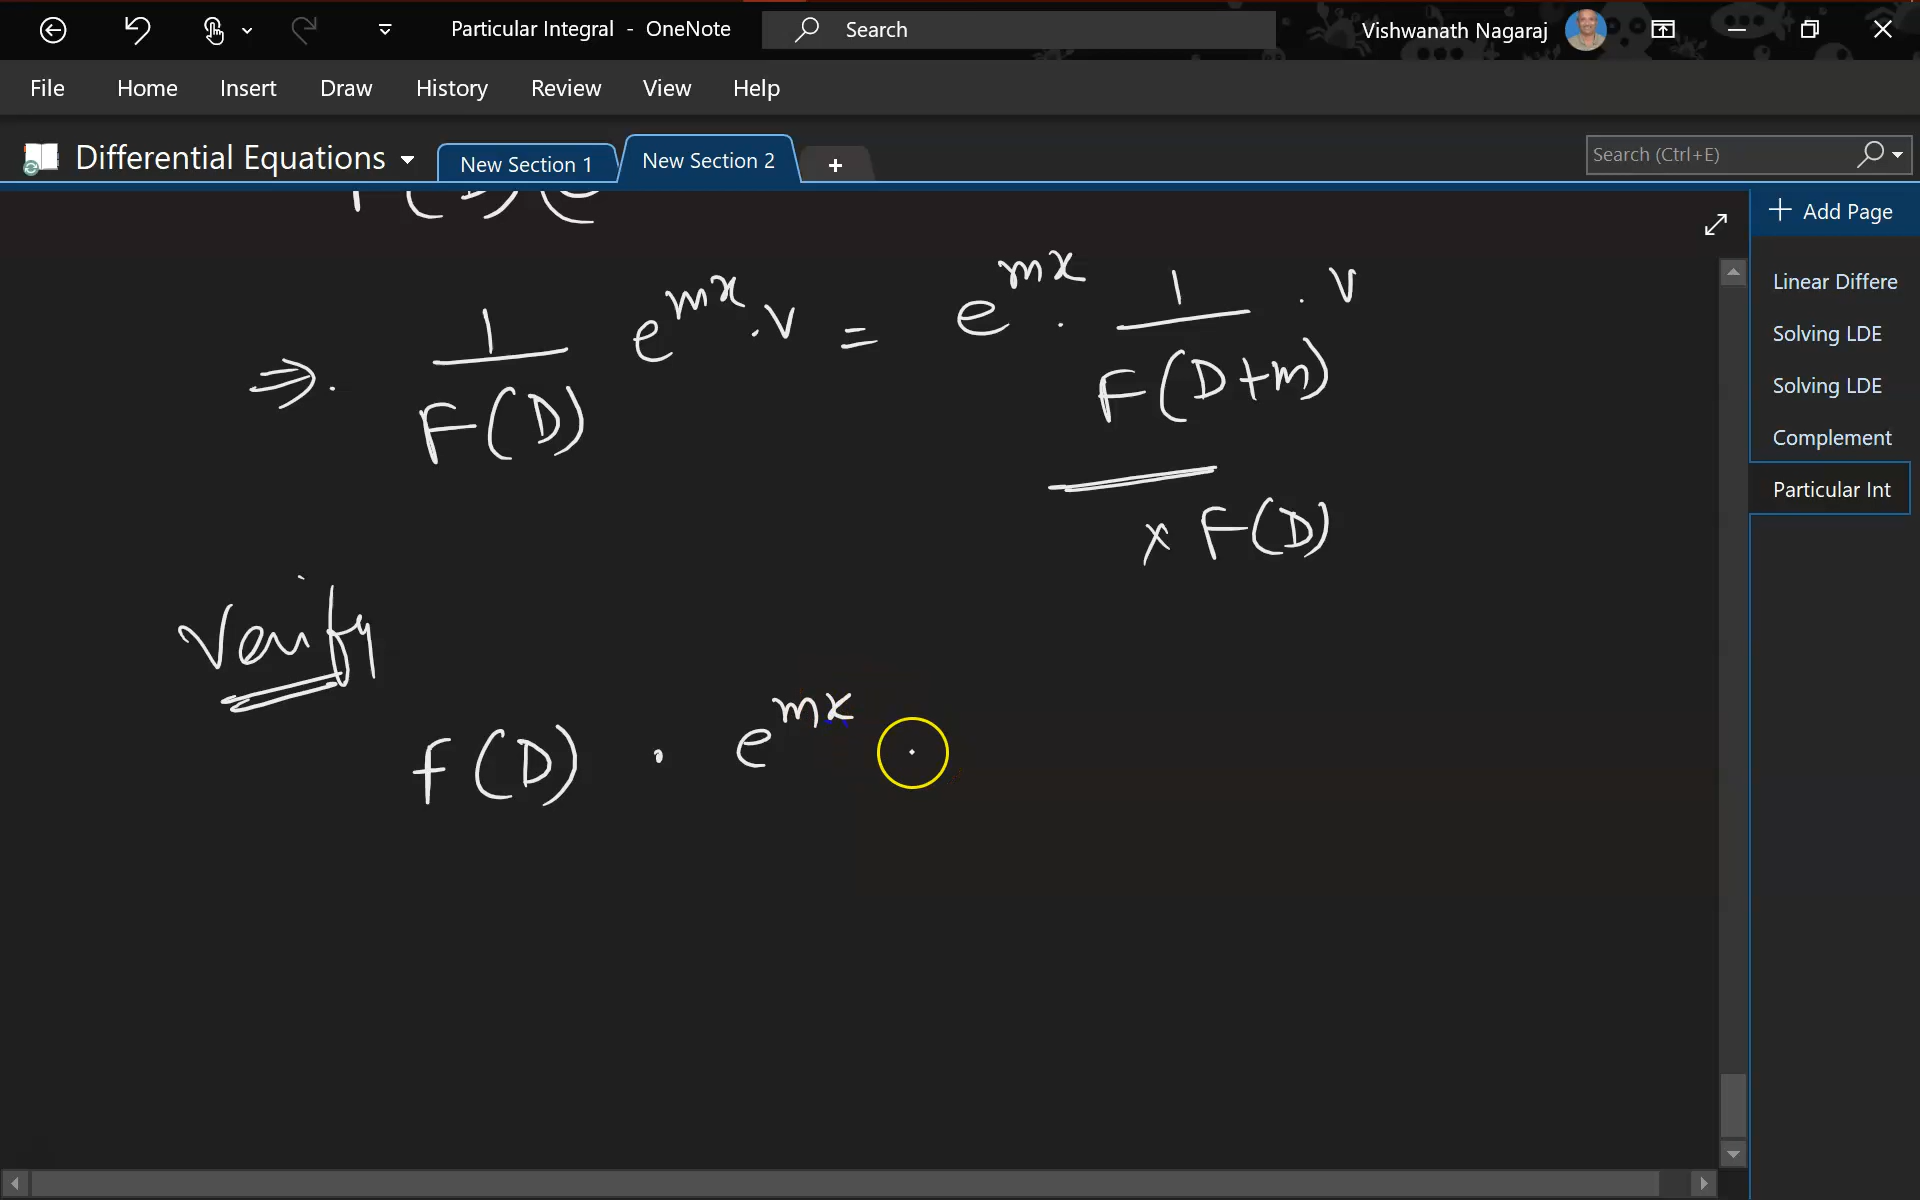 Particular Integral - OneNote
Search
Vishwanath Nagaraj
File Home Insert Draw History Review View Help
Differential Equations
New Section 1
New Section 2
+
Search (Ctrl+E)
+ Add Page
Linear Differe
Solving LDE
Solving LDE
Complement
Particular Int
⇒. 1/F(D) e^{mx}.V = e^{mx}. 1/F(D+m) . V
x F(D)
Verify
f(D) . e^{mx} .